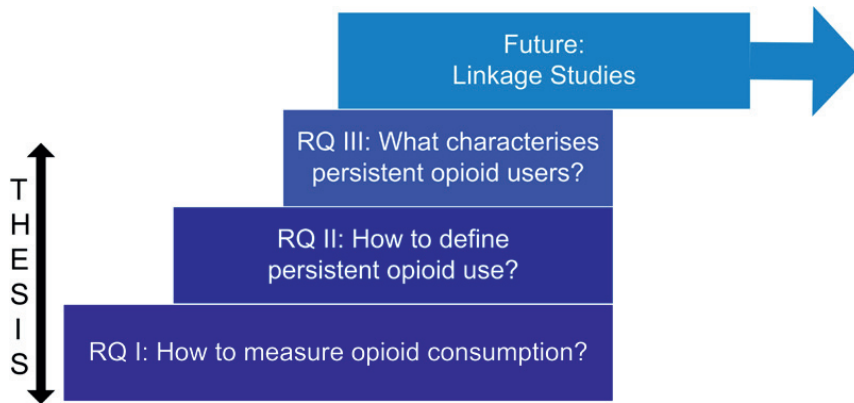 Future:
Linkage Studies
RQ III: What characterises
persistent opioid users?
RQ II: How to define
persistent opioid use?
RQ I: How to measure opioid consumption?
THESIS